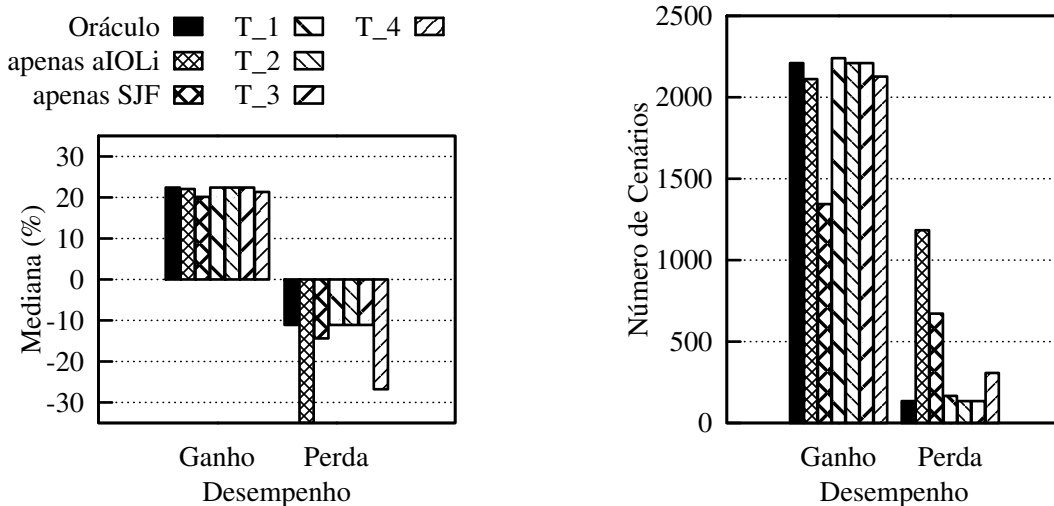 Oráculo T_1 T_4
apenas aIOLi T_2
apenas SJF T_3
Mediana (%)
30
20
10
0
-10
-20
-30
Ganho Perda
Desempenho
Número de Cenários
2500
2000
1500
1000
500
0
Ganho Perda
Desempenho